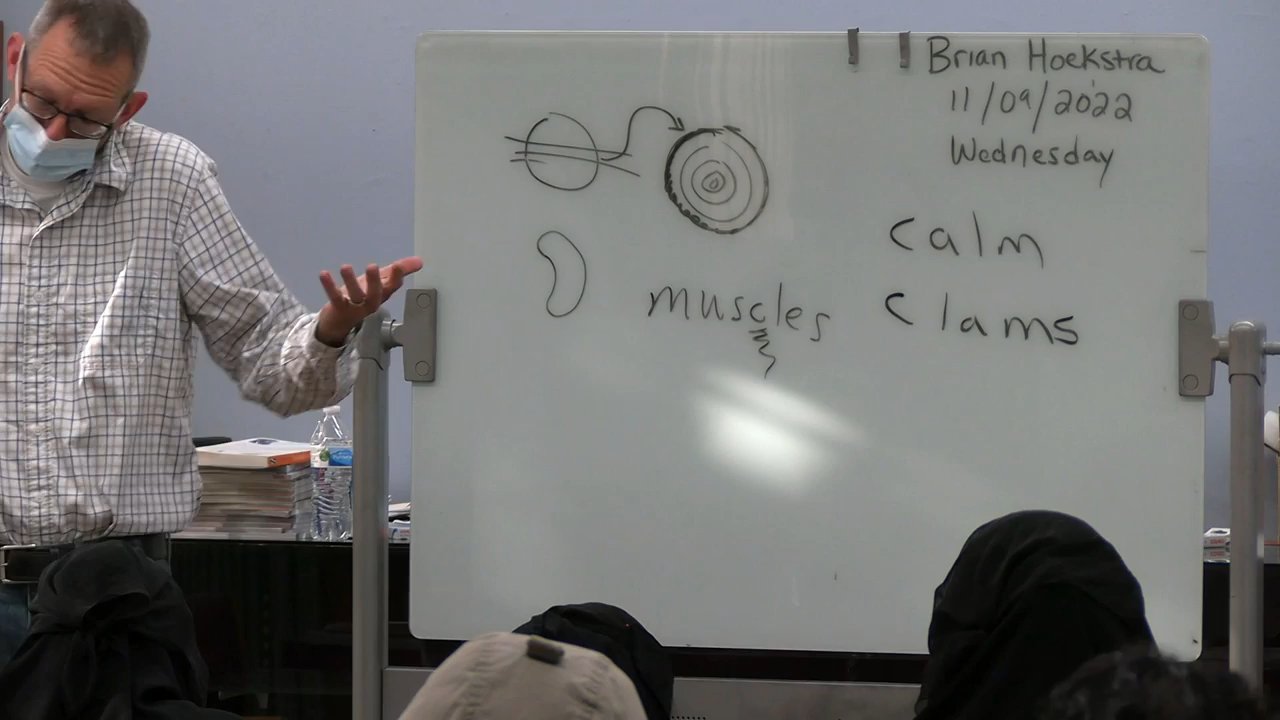 Brian Hoekstra
11/09/2022
Wednesday
calm
muscles
clams